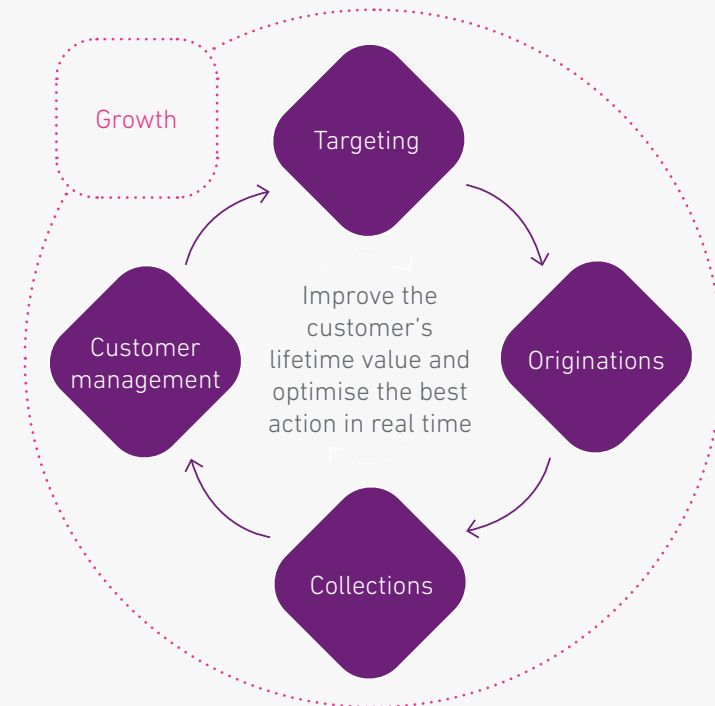 Growth
Targeting
Improve the
customer's
lifetime value and
optimise the best
action in real time
Customer
management
Originations
Collections